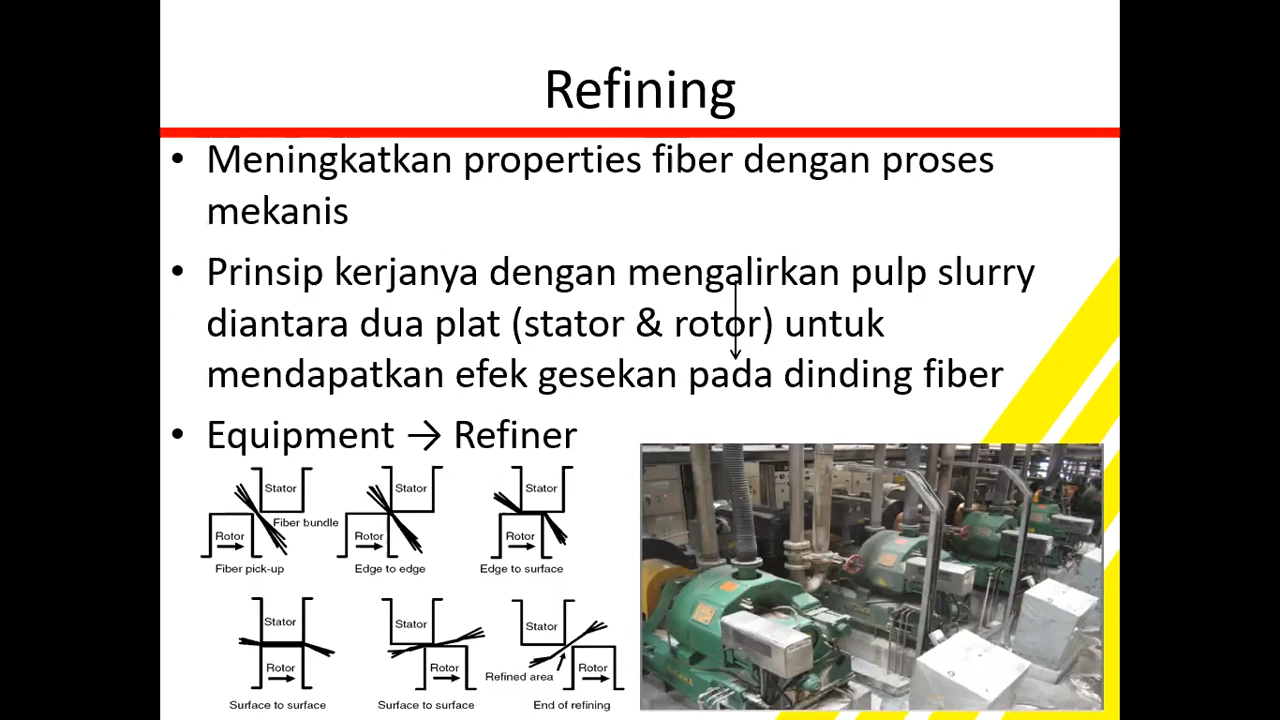 Refining
• Meningkatkan properties fiber dengan proses
mekanis
• Prinsip kerjanya dengan mengalirkan pulp slurry
diantara dua plat (stator & rotor) untuk
mendapatkan efek gesekan pada dinding fiber
• Equipment → Refiner
Stator
Fiber bundle
Rotor
Fiber pick-up
Stator
Rotor
Edge to edge
Stator
Rotor
Edge to surface
Stator
Rotor
Surface to surface
Stator
Rotor
Surface to surface
Stator
Rotor
Refined area
End of refining